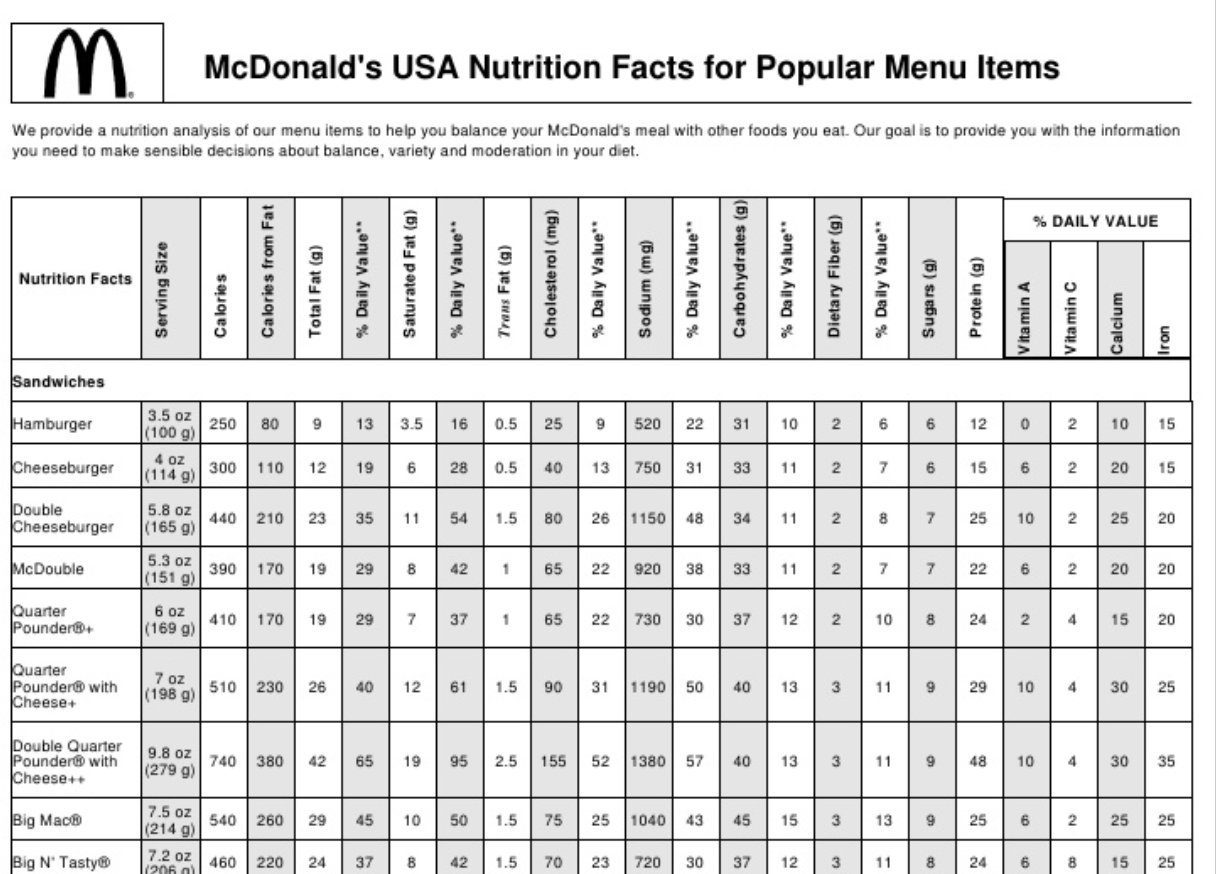 McDonald's USA Nutrition Facts for Popular Menu Items
We provide a nutrition analysis of our menu items to help you balance your McDonald's meal with other foods you eat. Our goal is to provide you with the information
you need to make sensible decisions about balance, variety and moderation in your diet.
Nutrition Facts Serving Size Calories Calories from Fat Total Fat (g) % Daily Value** Saturated Fat (g) % Daily Value** Trans Fat (g) Cholesterol (mg) % Daily Value** Sodium (mg) % Daily Value** Carbohydrates (g) % Daily Value** Dietary Fiber (g) % Daily Value** Sugars (g) Protein (g) % DAILY VALUE
Vitamin A Vitamin C Calcium Iron
Sandwiches
Hamburger 3.5 oz (100 g) 250 80 9 13 3.5 16 0.5 25 9 520 22 31 10 2 6 6 12 0 2 10 15
Cheeseburger 4 oz (114 g) 300 110 12 19 6 28 0.5 40 13 750 31 33 11 2 7 6 15 6 2 20 15
Double Cheeseburger 5.8 oz (165 g) 440 210 23 35 11 54 1.5 80 26 1150 48 34 11 2 8 7 25 10 2 25 20
McDouble 5.3 oz (151 g) 390 170 19 29 8 42 1 65 22 920 38 33 11 2 7 7 22 6 2 20 20
Quarter Pounder®+ 6 oz (169 g) 410 170 19 29 7 37 1 65 22 730 30 37 12 2 10 8 24 2 4 15 20
Quarter Pounder® with Cheese+ 7 oz (198 g) 510 230 26 40 12 61 1.5 90 31 1190 50 40 13 3 11 9 29 10 4 30 25
Double Quarter Pounder® with Cheese++ 9.8 oz (279 g) 740 380 42 65 19 95 2.5 155 52 1380 57 40 13 3 11 9 48 10 4 30 35
Big Mac® 7.5 oz (214 g) 540 260 29 45 10 50 1.5 75 25 1040 43 45 15 3 13 9 25 6 2 25 25
Big N' Tasty® 7.2 oz (206 g) 460 220 24 37 8 42 1.5 70 23 720 30 37 12 3 11 8 24 6 8 15 25